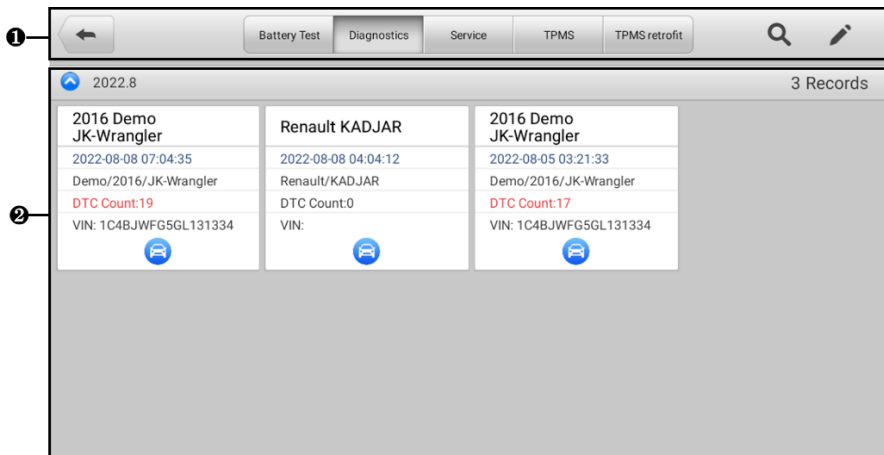 ❶
Battery Test Diagnostics Service TPMS TPMS retrofit
2022.8 3 Records
2016 Demo
JK-Wrangler
2022-08-08 07:04:35
Demo/2016/JK-Wrangler
DTC Count:19
VIN: 1C4BJWFG5GL131334
Renault KADJAR
2022-08-08 04:04:12
Renault/KADJAR
DTC Count:0
VIN:
2016 Demo
JK-Wrangler
2022-08-05 03:21:33
Demo/2016/JK-Wrangler
DTC Count:17
VIN: 1C4BJWFG5GL131334
❷